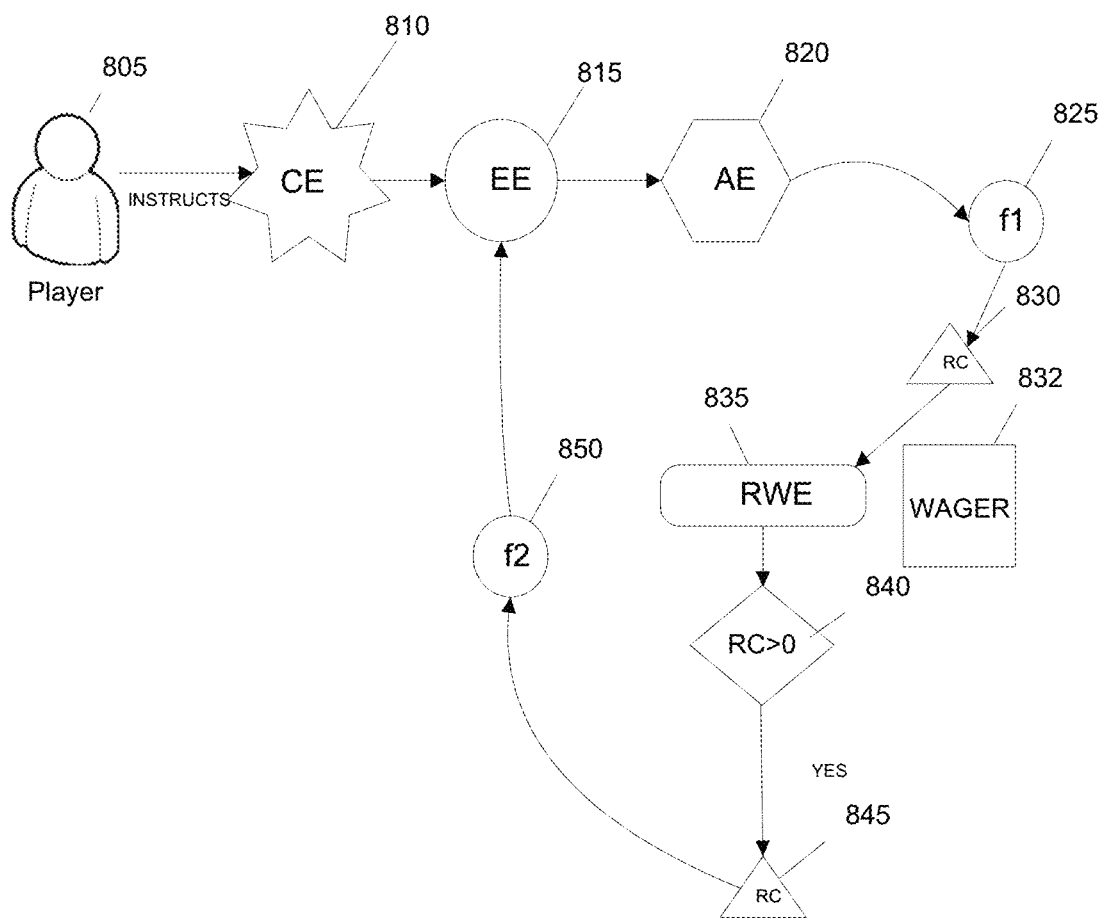 810
805
815
820
825
CE
EE
AE
INSTRUCTS
f1
Player
830
RC
832
835
850
RWE
WAGER
f2
840
RC>0
YES
845
RC